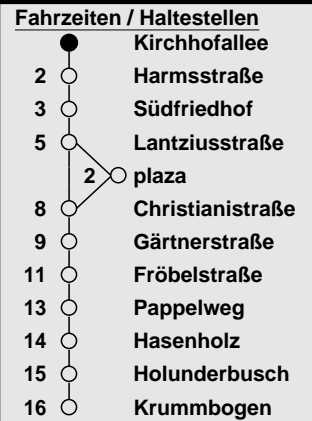 Fahrzeiten / Haltestellen
Kirchhofallee
2 Harmsstraße
3 Südfriedhof
5 Lantziusstraße
2 plaza
8 Christianistraße
9 Gärtnerstraße
11 Fröbelstraße
13 Pappelweg
14 Hasenholz
15 Holunderbusch
16 Krummbogen